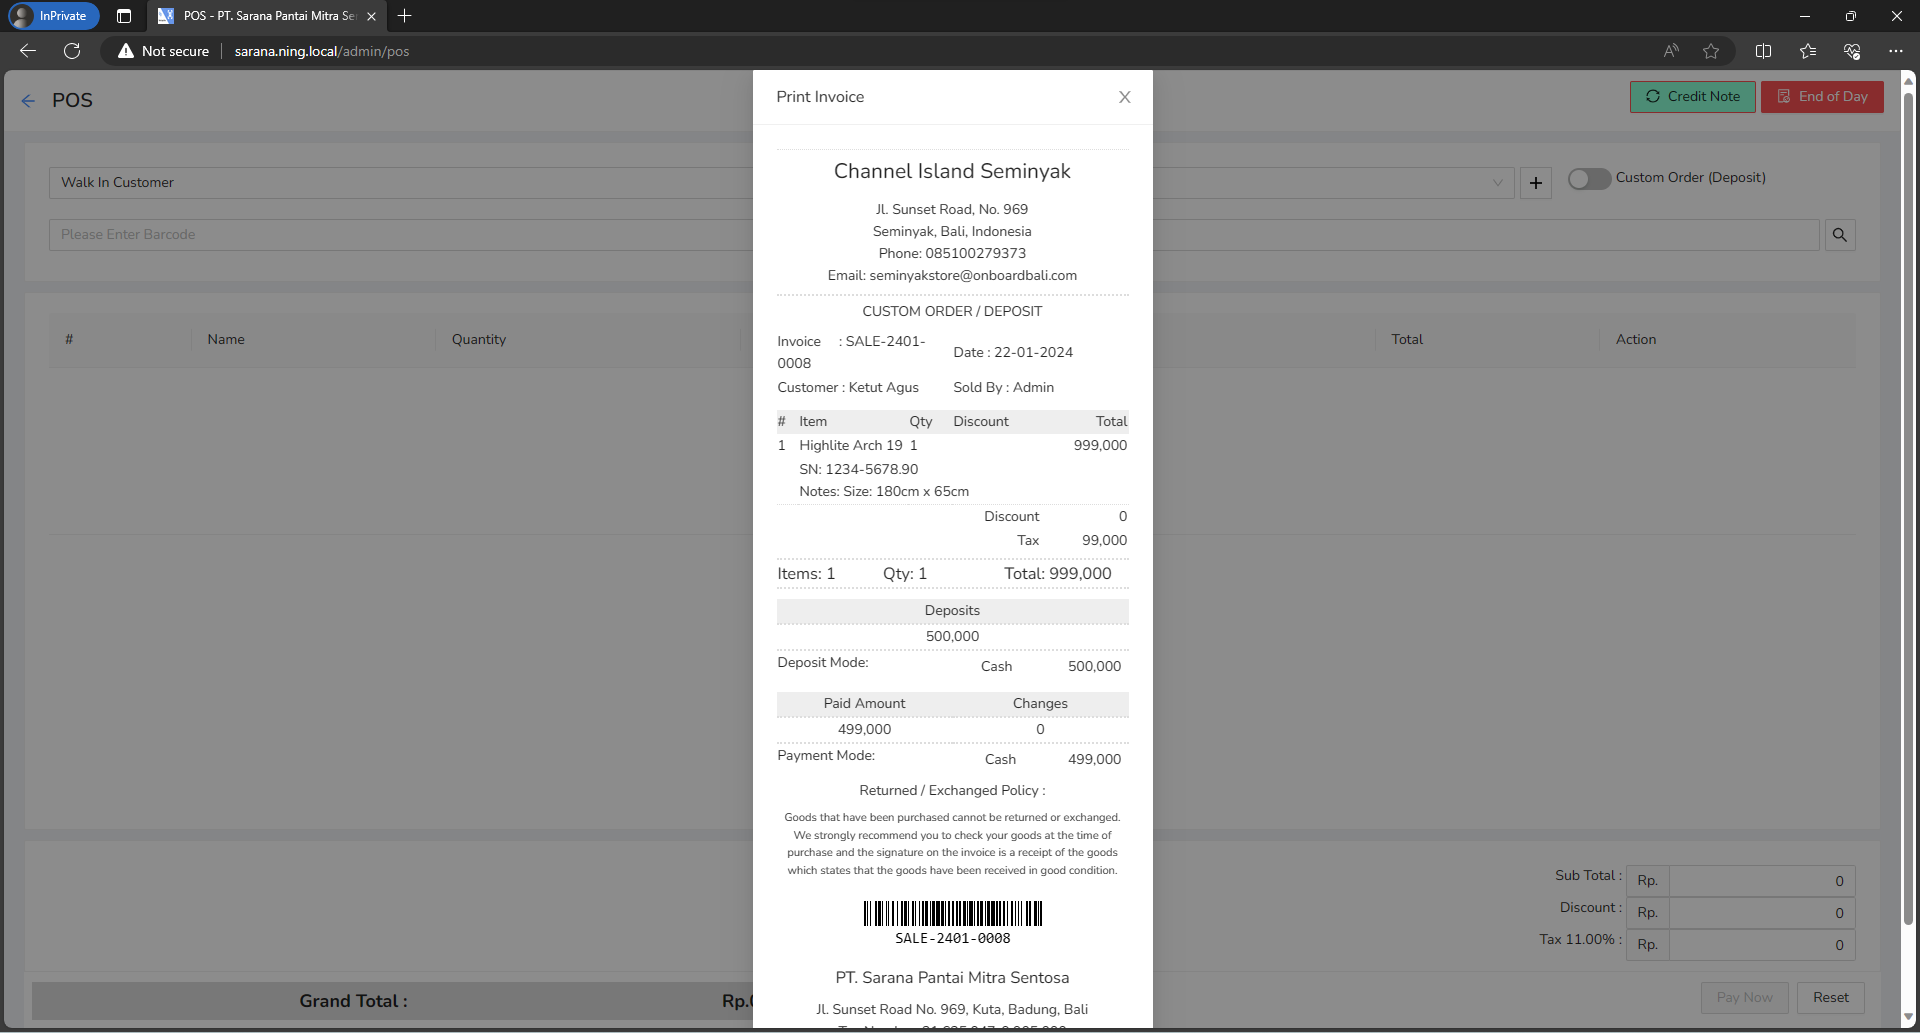 InPrivate
POS - PT. Sarana Pantai Mitra Se
Not secure
sarana.ning.local/admin/pos
POS
Credit Note
End of Day
Walk In Customer
Custom Order (Deposit)
Please Enter Barcode
# Name Quantity Total Action
Print Invoice
Channel Island Seminyak
Jl. Sunset Road, No. 969
Seminyak, Bali, Indonesia
Phone: 085100279373
Email: seminyakstore@onboardbali.com
CUSTOM ORDER / DEPOSIT
Invoice : SALE-2401-
0008
Date : 22-01-2024
Customer : Ketut Agus Sold By : Admin
# Item Qty Discount Total
1 Highlite Arch 19 1 999,000
SN: 1234-5678.90
Notes: Size: 180cm x 65cm
Discount 0
Tax 99,000
Items: 1 Qty: 1 Total: 999,000
Deposits
500,000
Deposit Mode: Cash 500,000
Paid Amount Changes
499,000 0
Payment Mode: Cash 499,000
Returned / Exchanged Policy :
Goods that have been purchased cannot be returned or exchanged.
We strongly recommend you to check your goods at the time of
purchase and the signature on the invoice is a receipt of the goods
which states that the goods have been received in good condition.
SALE-2401-0008
PT. Sarana Pantai Mitra Sentosa
Jl. Sunset Road No. 969, Kuta, Badung, Bali
Sub Total : Rp. 0
Discount : Rp. 0
Tax 11.00% : Rp. 0
Grand Total : Rp.
Pay Now
Reset